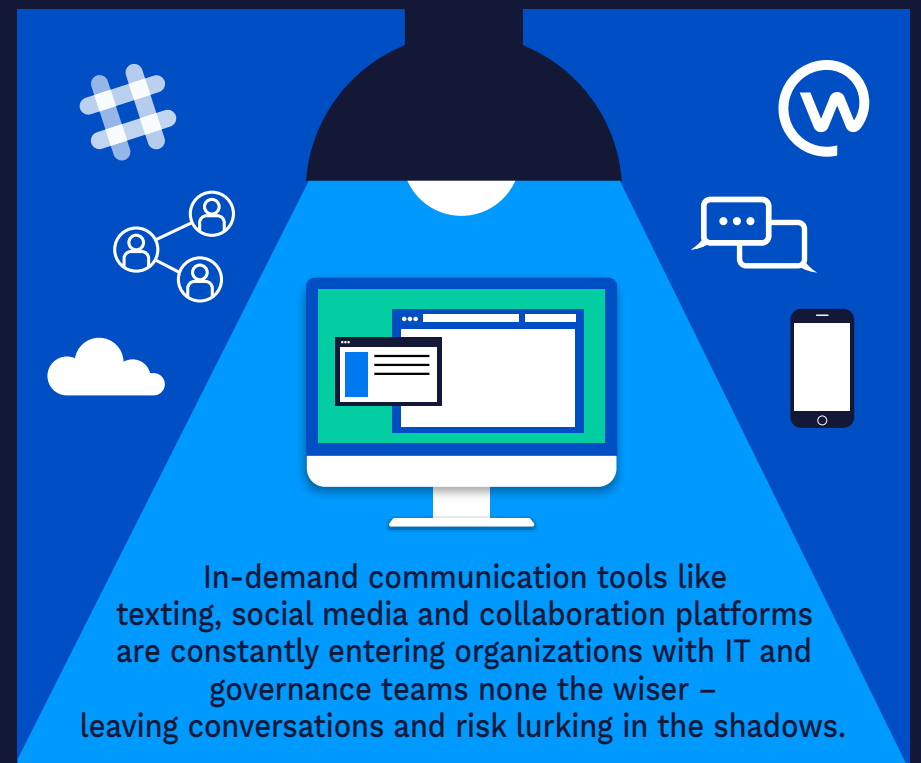 In-demand communication tools like
texting, social media and collaboration platforms
are constantly entering organizations with IT and
governance teams none the wiser –
leaving conversations and risk lurking in the shadows.